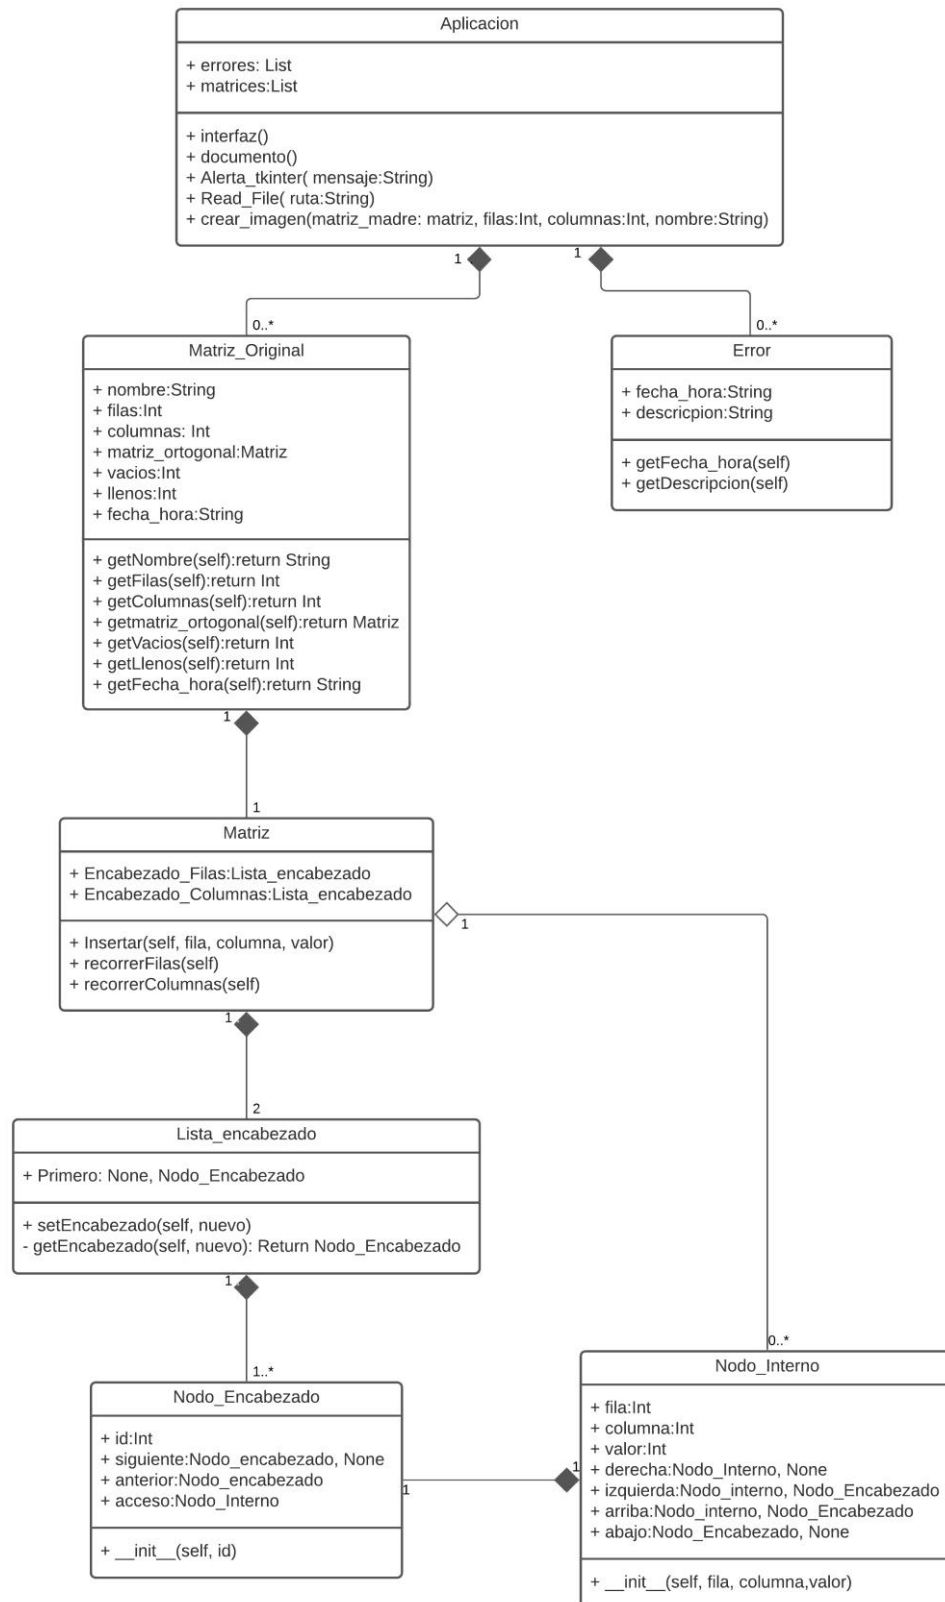 Aplicacion
+ errores: List
+ matrices:List
+ interfaz()
+ documento()
+ Alerta_tkinter( mensaje:String)
+ Read_File( ruta:String)
+ crear_imagen(matriz_madre: matriz, filas:Int, columnas:Int, nombre:String)
1
1
0..*
0..*
Matriz_Original
+ nombre:String
+ filas:Int
+ columnas: Int
+ matriz_ortogonal:Matriz
+ vacios:Int
+ llenos:Int
+ fecha_hora:String
+ getNombre(self):return String
+ getFilas(self):return Int
+ getColumnas(self):return Int
+ getmatriz_ortogonal(self):return Matriz
+ getVacios(self):return Int
+ getLlenos(self):return Int
+ getFecha_hora(self):return String
Error
+ fecha_hora:String
+ descricpion:String
+ getFecha_hora(self)
+ getDescripcion(self)
1
1
Matriz
+ Encabezado_Filas:Lista_encabezado
+ Encabezado_Columnas:Lista_encabezado
+ Insertar(self, fila, columna, valor)
+ recorrerFilas(self)
+ recorrerColumnas(self)
1
1
2
Lista_encabezado
+ Primero: None, Nodo_Encabezado
+ setEncabezado(self, nuevo)
- getEncabezado(self, nuevo): Return Nodo_Encabezado
1
1..*
0..*
Nodo_Encabezado
+ id:Int
+ siguiente:Nodo_encabezado, None
+ anterior:Nodo_encabezado
+ acceso:Nodo_Interno
+ __init__(self, id)
1
1
Nodo_Interno
+ fila:Int
+ columna:Int
+ valor:Int
+ derecha:Nodo_Interno, None
+ izquierda:Nodo_interno, Nodo_Encabezado
+ arriba:Nodo_interno, Nodo_Encabezado
+ abajo:Nodo_Encabezado, None
+ __init__(self, fila, columna,valor)